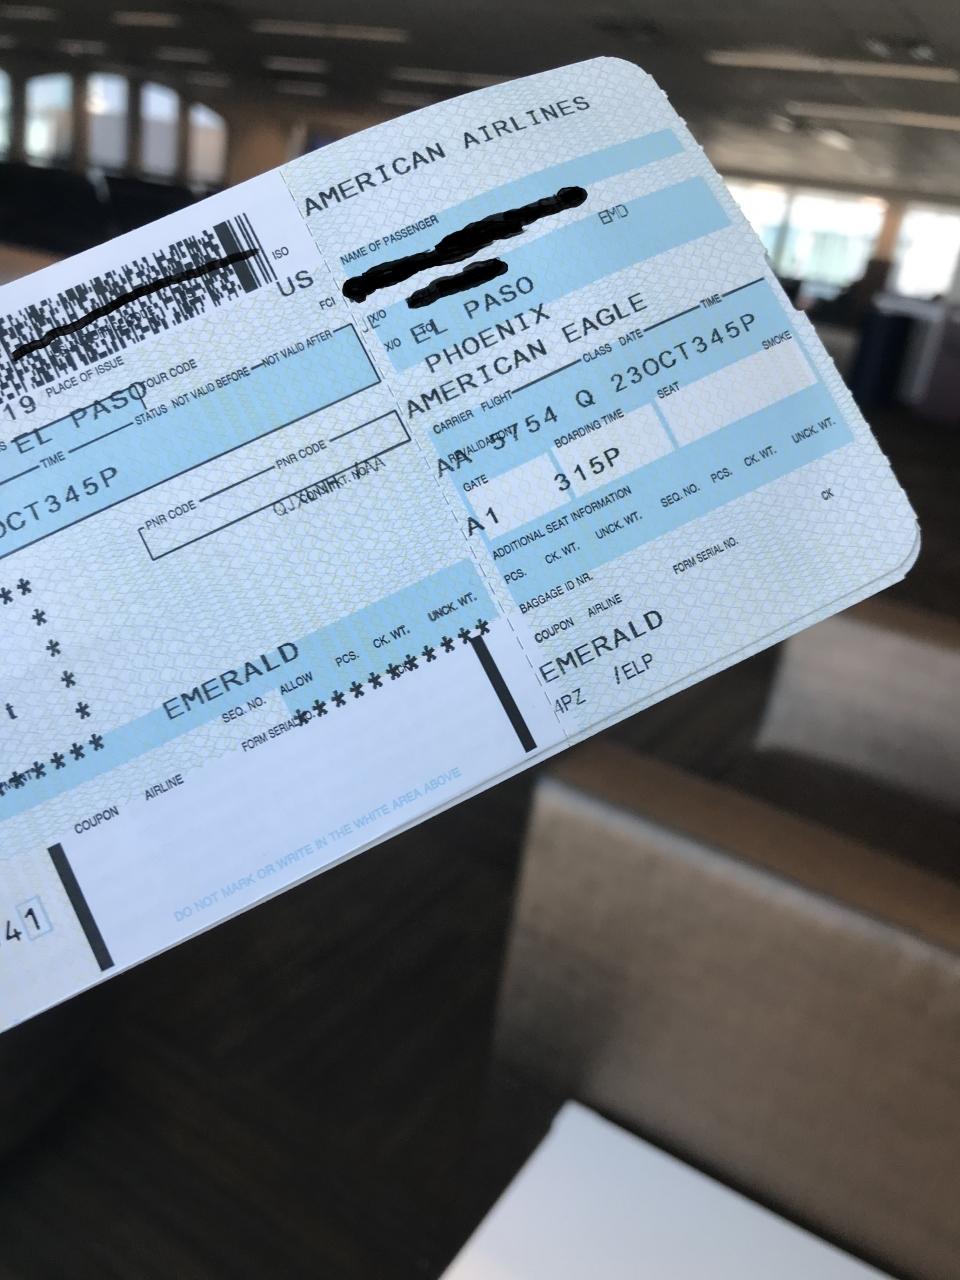 ISO
US
FCI
PLACE OF ISSUE
19
TOUR CODE
EL PASO
TIME
STATUS NOT VALID BEFORE NOT VALID AFTER
OCT345P
PNR CODE
PNR CODE
**
*
*
t *
*
******
EMERALD
SEQ. NO. ALLOW PCS. CK. WT. UNCK. WT.
**********
FORM SERIAL NO.
COUPON AIRLINE
DO NOT MARK OR WRITE IN THE WHITE AREA ABOVE
41
AMERICAN AIRLINES
NAME OF PASSENGER
EMD
X/O
X/O TO EL PASO
PHOENIX
AMERICAN EAGLE
CARRIER FLIGHT CLASS DATE TIME
AA 5754 Q 23OCT345P
REVALIDATION
GATE BOARDING TIME SEAT SMOKE
A1 315P
ADDITIONAL SEAT INFORMATION
PCS. CK. WT. UNCK. WT. SEQ. NO. PCS. CK. WT. UNCK. WT.
BAGGAGE ID NR.
CK
COUPON AIRLINE FORM SERIAL NO.
EMERALD
4PZ /ELP